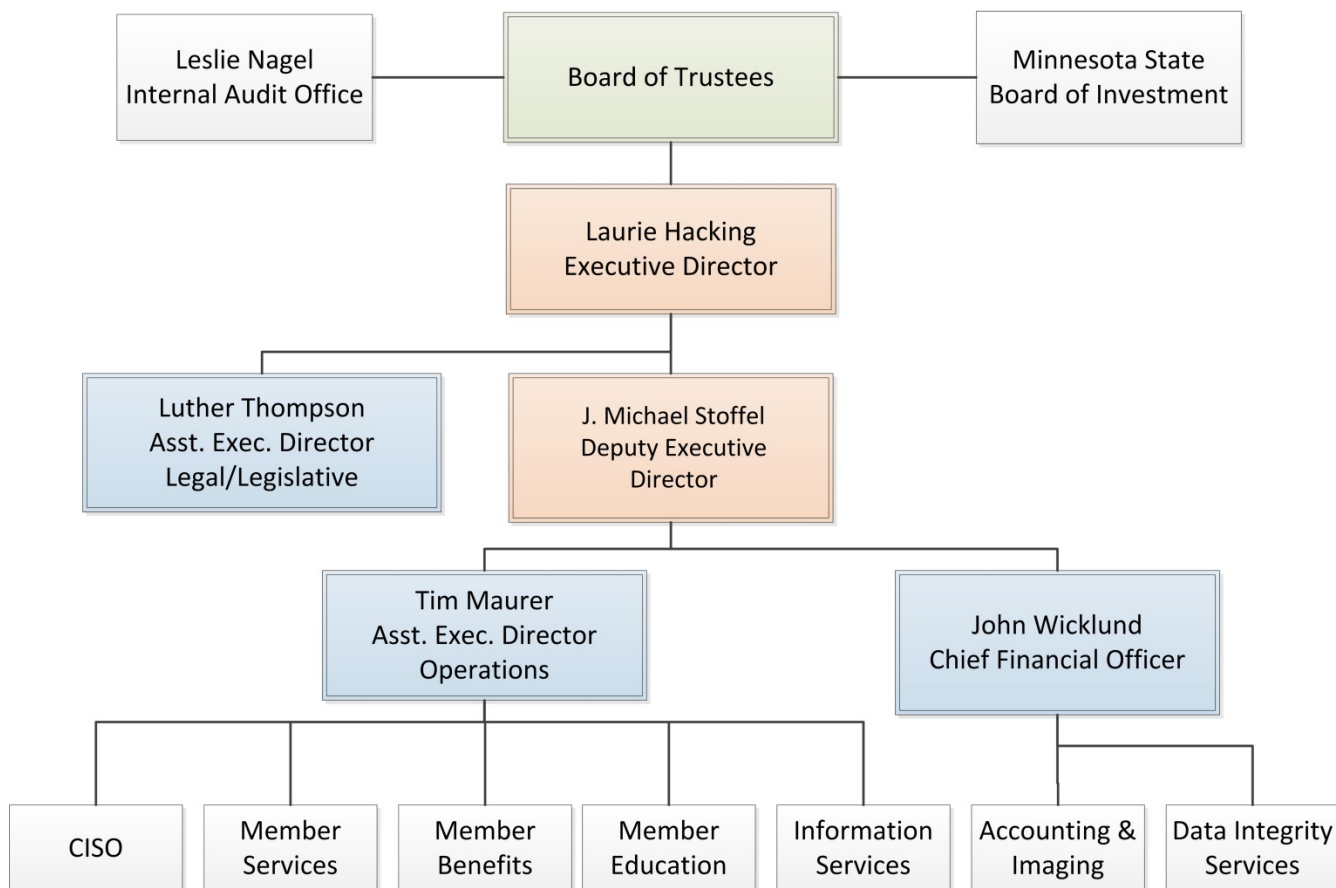 Leslie Nagel
Internal Audit Office
Board of Trustees
Minnesota State
Board of Investment
Laurie Hacking
Executive Director
Luther Thompson
Asst. Exec. Director
Legal/Legislative
J. Michael Stoffel
Deputy Executive
Director
Tim Maurer
Asst. Exec. Director
Operations
John Wicklund
Chief Financial Officer
CISO
Member
Services
Member
Benefits
Member
Education
Information
Services
Accounting &
Imaging
Data Integrity
Services